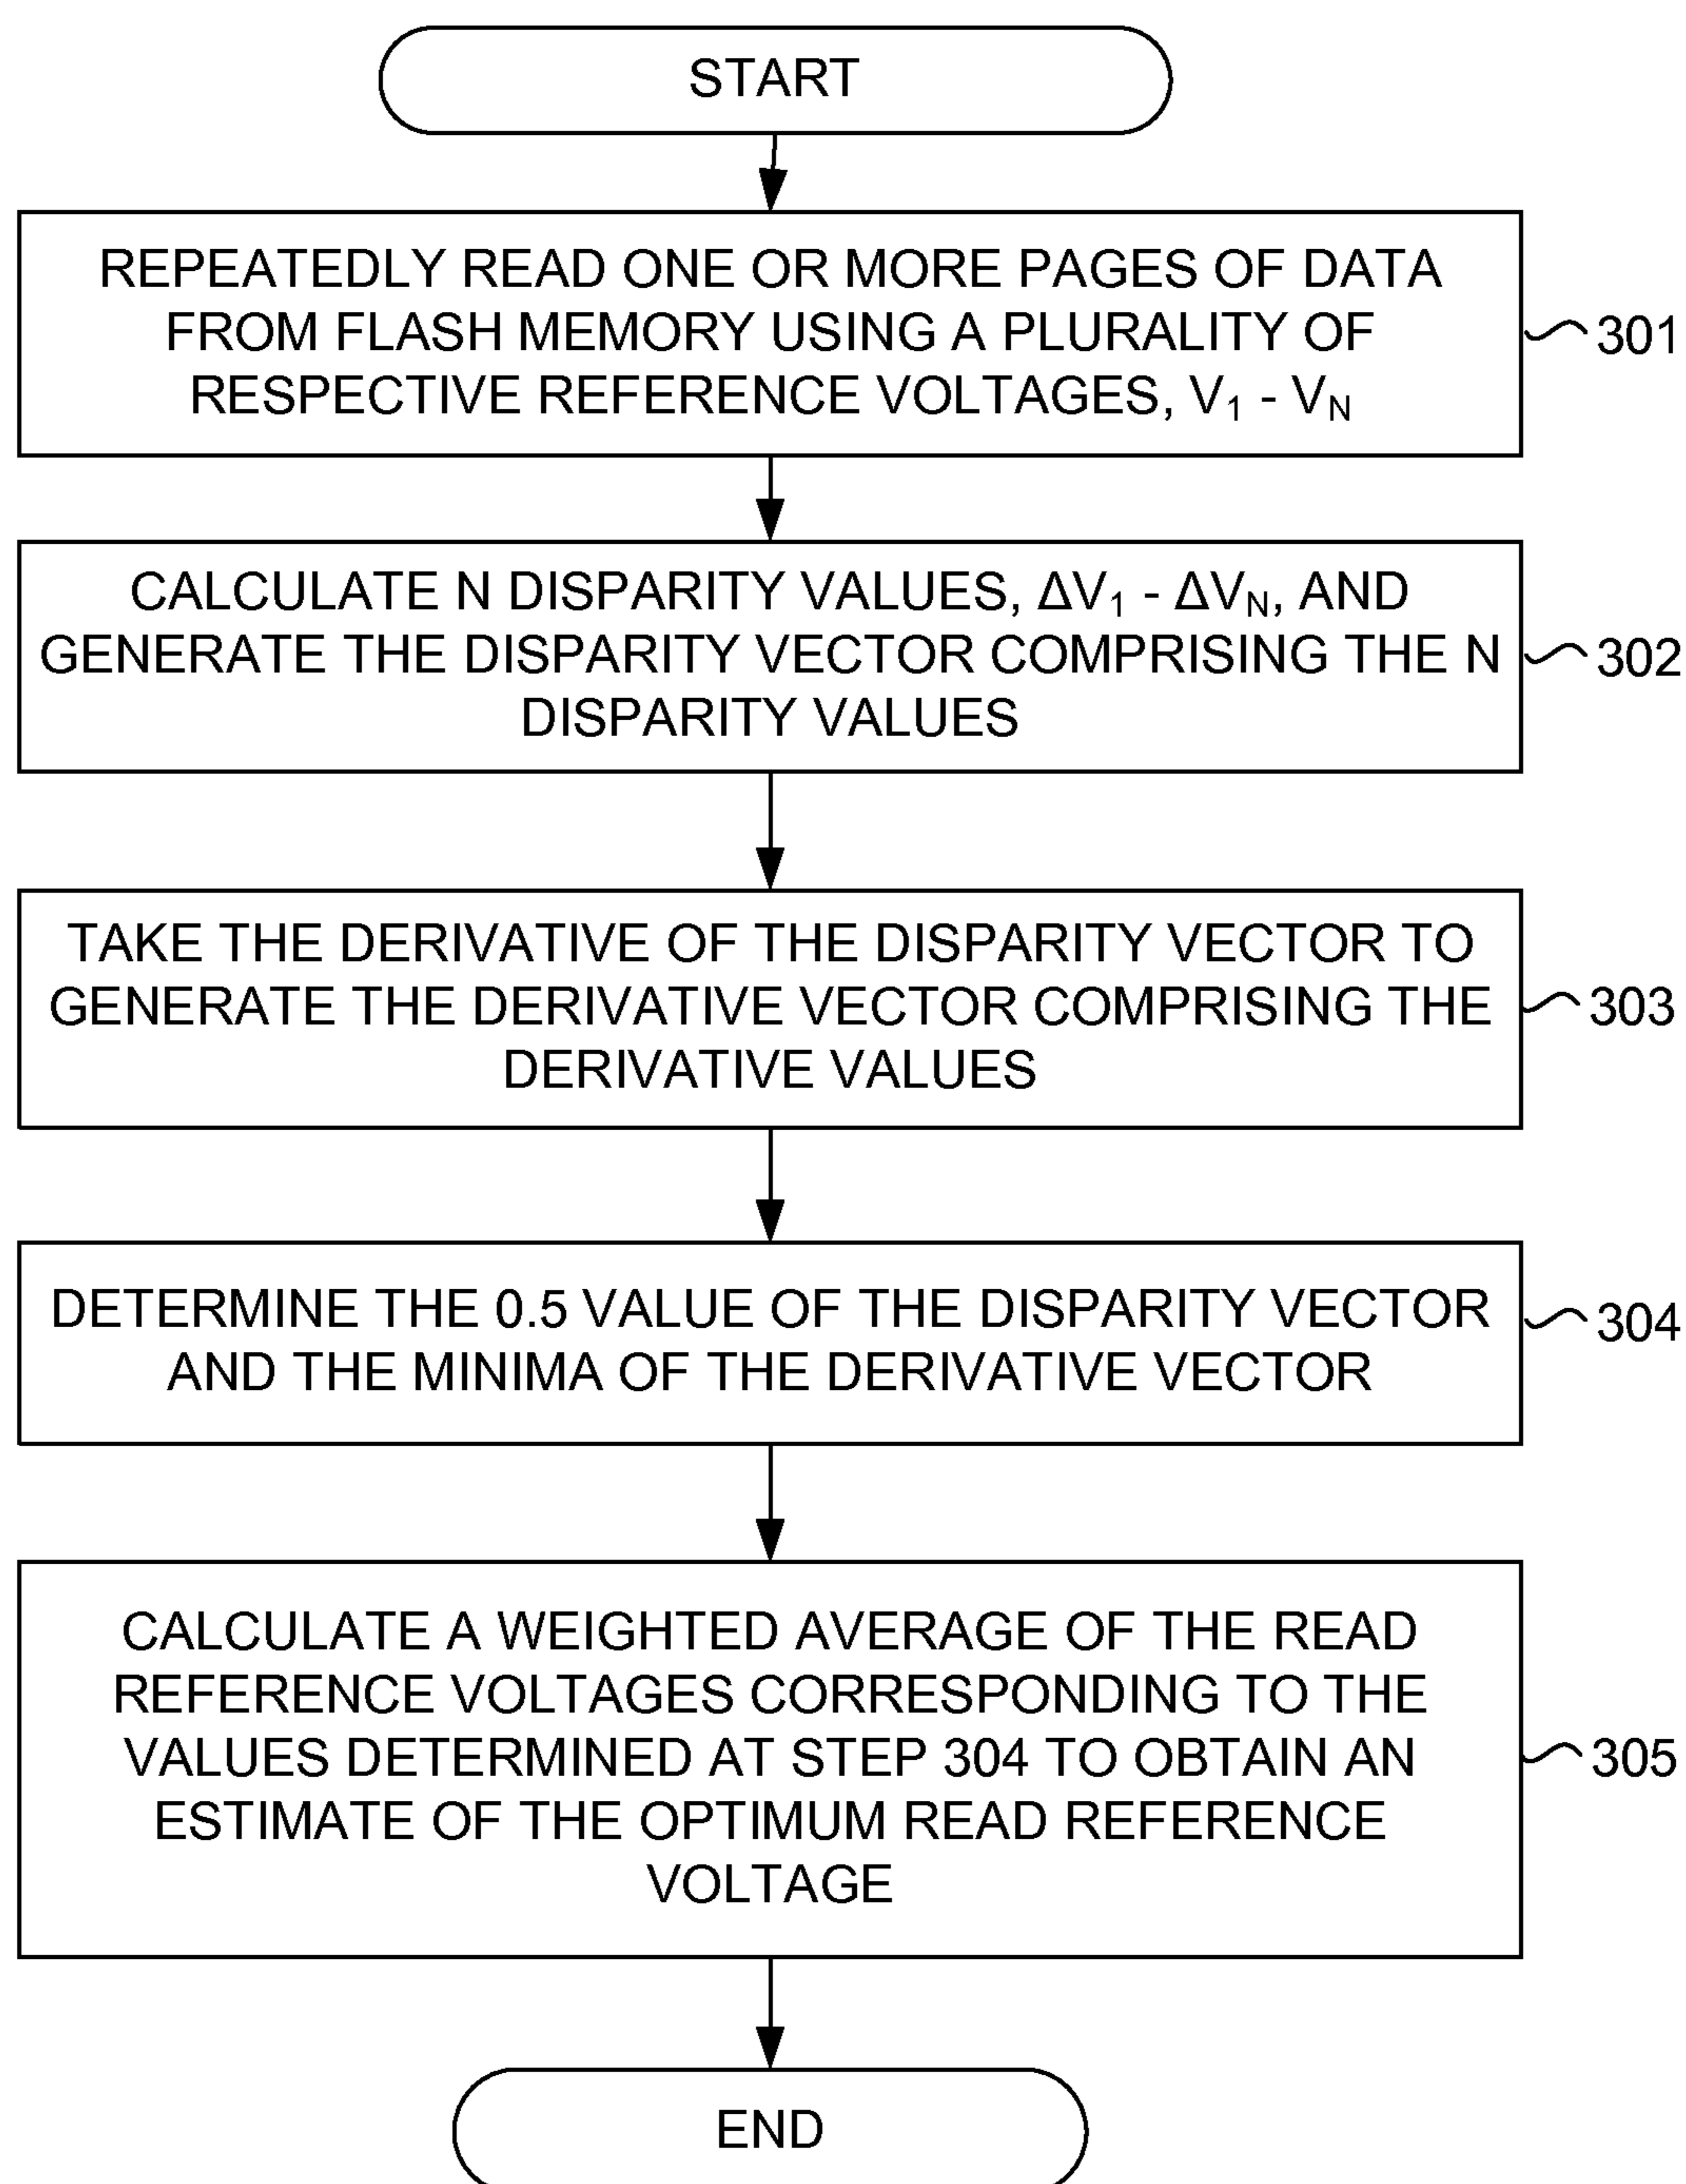 START
REPEATEDLY READ ONE OR MORE PAGES OF DATA
FROM FLASH MEMORY USING A PLURALITY OF
RESPECTIVE REFERENCE VOLTAGES, V₁ - V_N
301
CALCULATE N DISPARITY VALUES, ΔV₁ - ΔV_N, AND
GENERATE THE DISPARITY VECTOR COMPRISING THE N
DISPARITY VALUES
302
TAKE THE DERIVATIVE OF THE DISPARITY VECTOR TO
GENERATE THE DERIVATIVE VECTOR COMPRISING THE
DERIVATIVE VALUES
303
DETERMINE THE 0.5 VALUE OF THE DISPARITY VECTOR
AND THE MINIMA OF THE DERIVATIVE VECTOR
304
CALCULATE A WEIGHTED AVERAGE OF THE READ
REFERENCE VOLTAGES CORRESPONDING TO THE
VALUES DETERMINED AT STEP 304 TO OBTAIN AN
ESTIMATE OF THE OPTIMUM READ REFERENCE
VOLTAGE
305
END